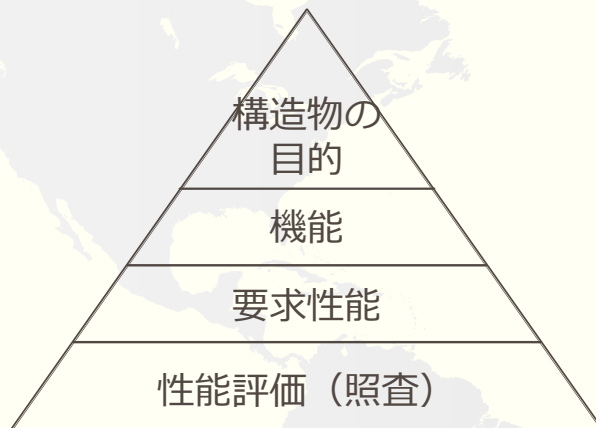 構造物の
目的
機能
要求性能
性能評価（照査）